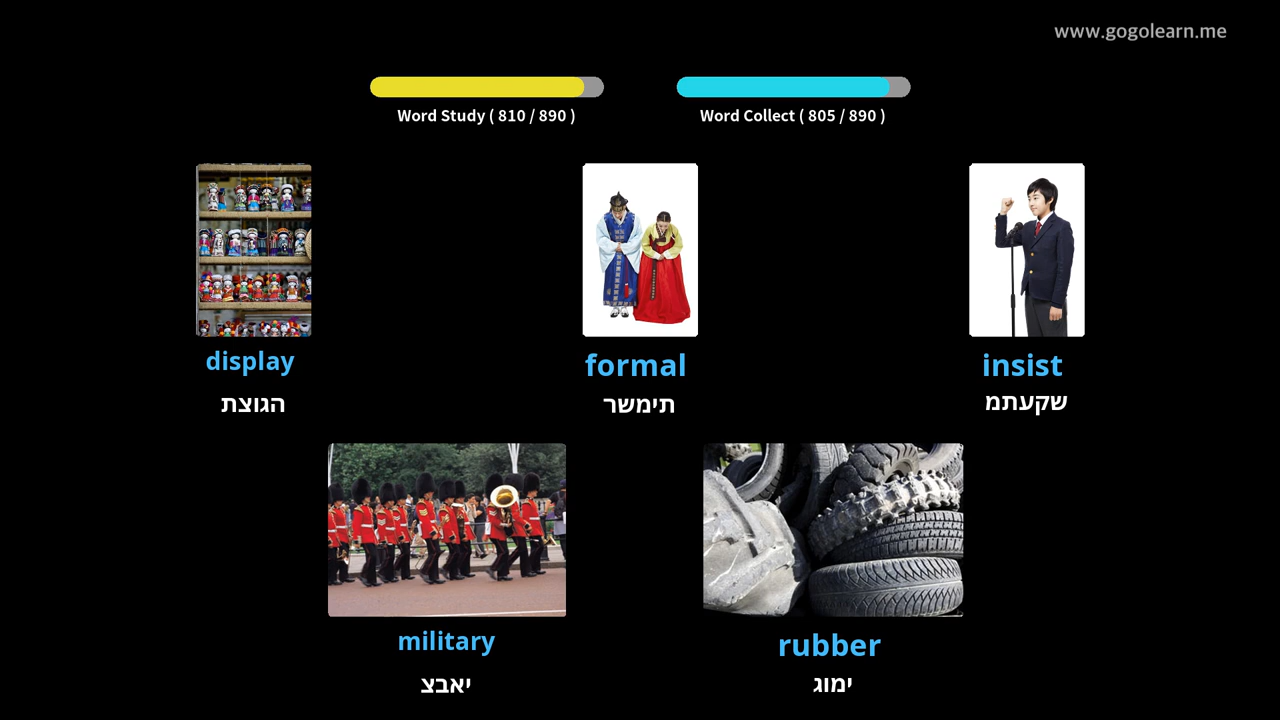 www.gogolearn.me
Word Study ( 810 / 890 )
Word Collect ( 805 / 890 )
display
הגוצת
formal
תימשר
insist
שקעתמ
military
יאבצ
rubber
ימוג